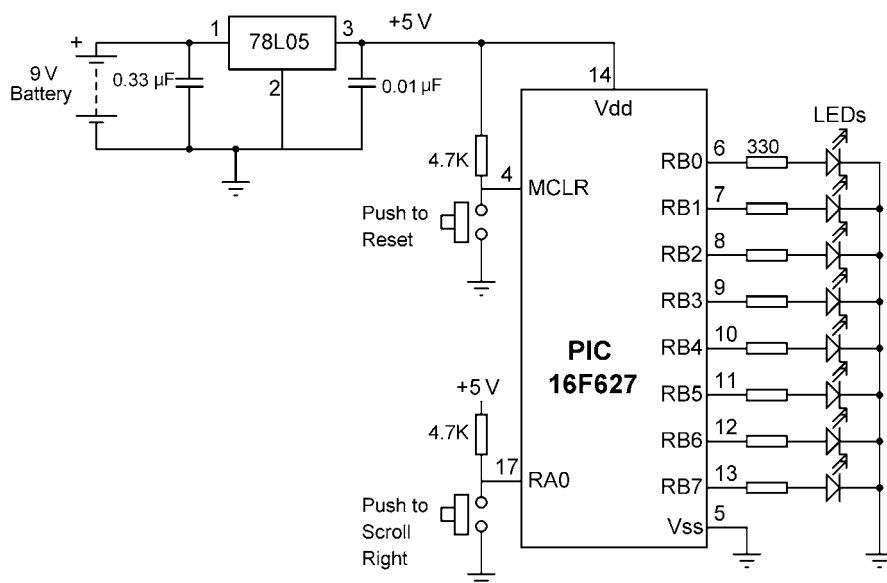 +5 V
1
78L05
3
+
9 V
Battery
0.33 µF
2
0.01 µF
14
Vdd
LEDs
4.7K
4
MCLR
Push to
Reset
RB0
6
330
RB1
7
RB2
8
RB3
9
RB4
10
PIC
16F627
RB5
11
RB6
12
RB7
13
Vss
5
+5 V
4.7K
17
RA0
Push to
Scroll
Right